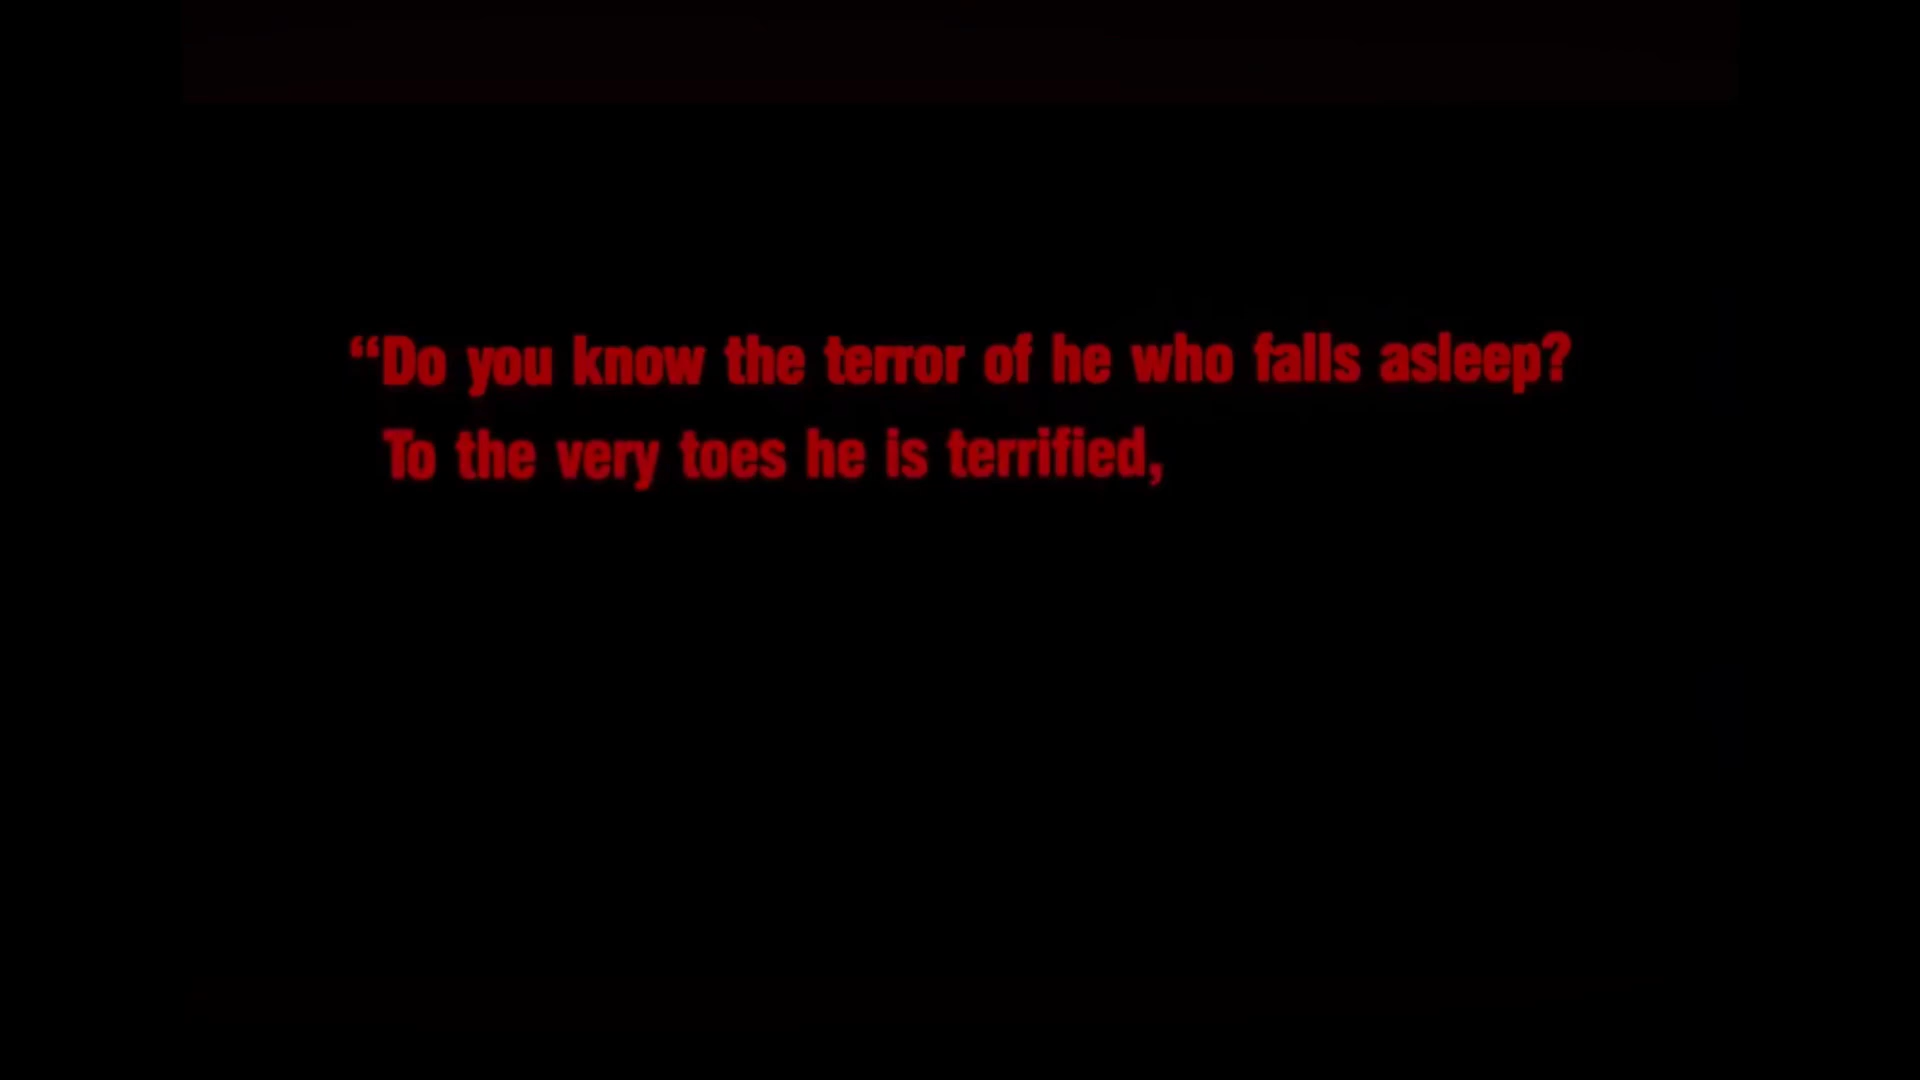 “Do you know the terror of he who falls asleep?
To the very toes he is terrified,